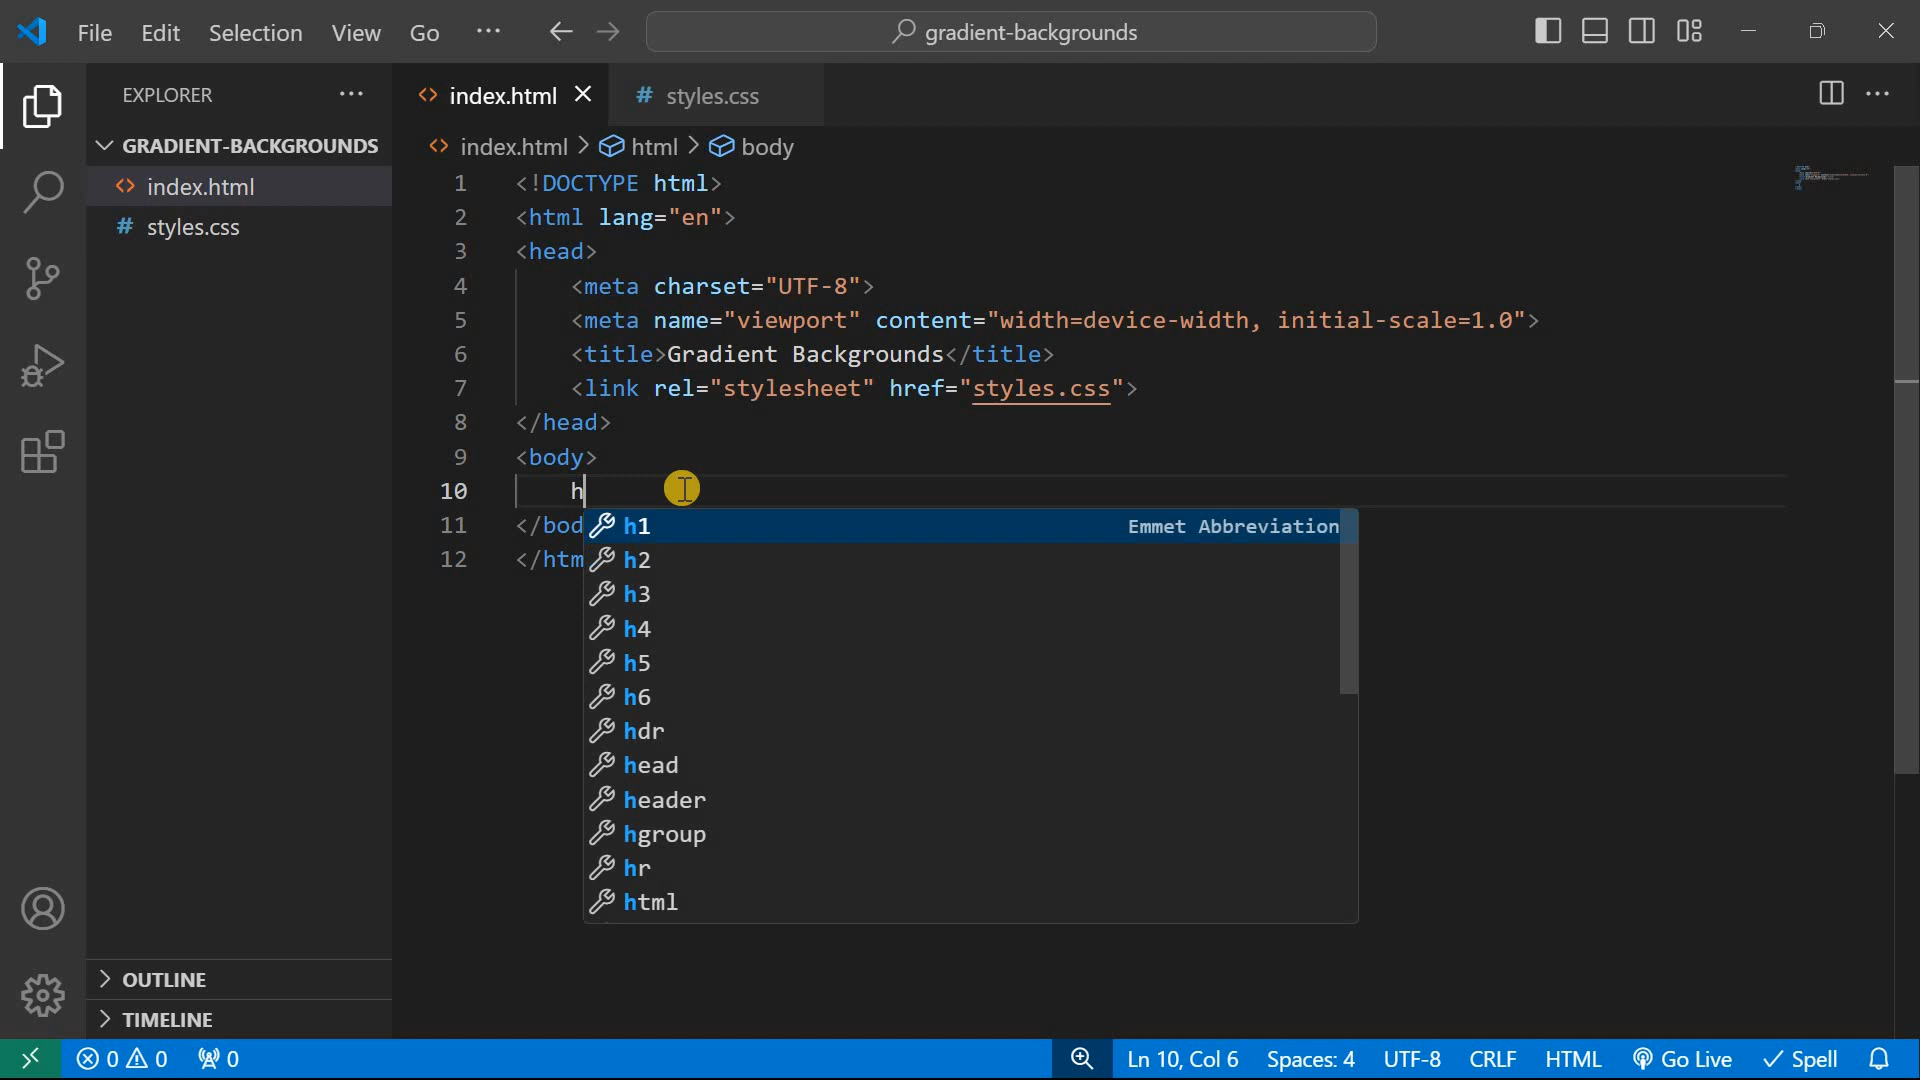 File Edit Selection View Go ··· gradient-backgrounds
EXPLORER ···
index.html
# styles.css
GRADIENT-BACKGROUNDS
index.html
# styles.css
index.html > html > body
1 <!DOCTYPE html>
2 <html lang="en">
3 <head>
4 <meta charset="UTF-8">
5 <meta name="viewport" content="width=device-width, initial-scale=1.0">
6 <title>Gradient Backgrounds</title>
7 <link rel="stylesheet" href="styles.css">
8 </head>
9 <body>
10 h
11 </bod
12 </htm
h1 Emmet Abbreviation
h2
h3
h4
h5
h6
hdr
head
header
hgroup
hr
html
OUTLINE
TIMELINE
0 0 0 Ln 10, Col 6 Spaces: 4 UTF-8 CRLF HTML Go Live Spell